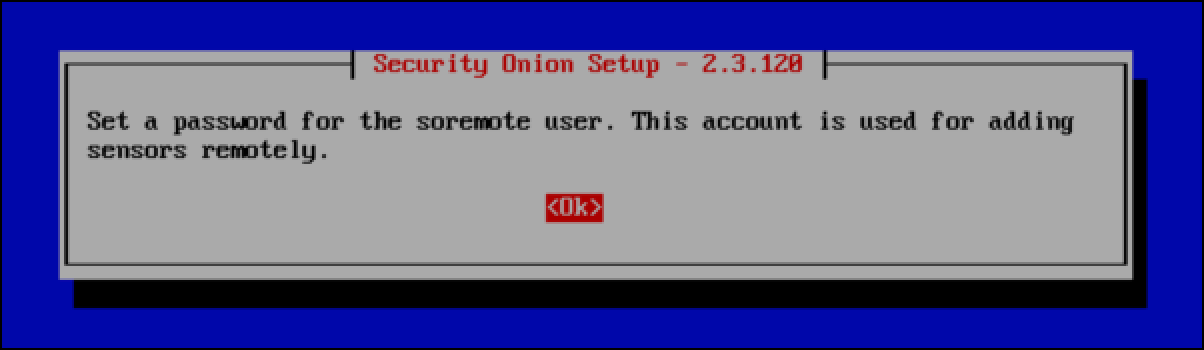 Security Onion Setup - 2.3.120
Set a password for the soremote user. This account is used for adding
sensors remotely.
<Ok>